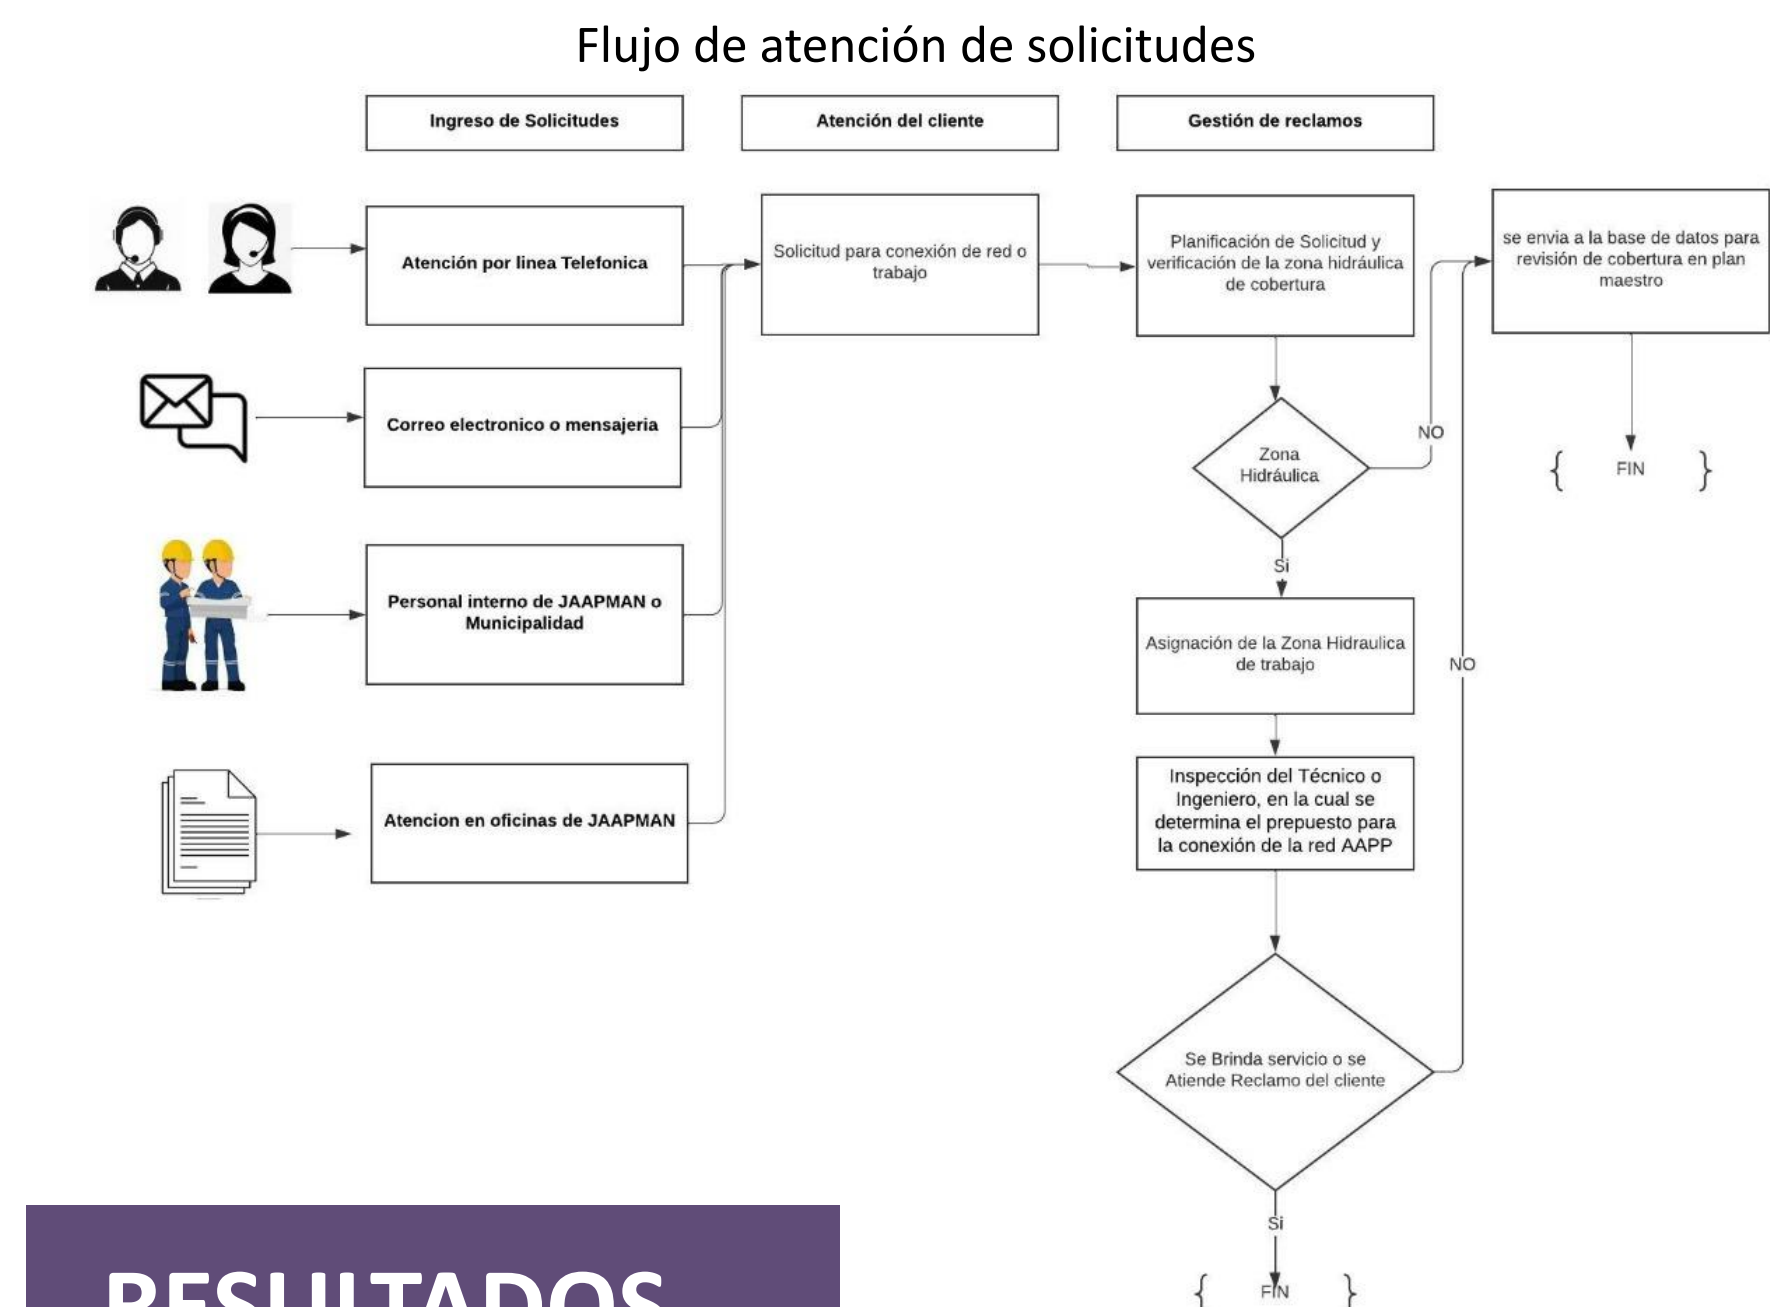 Flujo de atención de solicitudes
Ingreso de Solicitudes
Atención del cliente
Gestión de reclamos
Atención por linea Telefonica
Solicitud para conexión de red o
trabajo
Planificación de Solicitud y
verificación de la zona hidráulica
de cobertura
se envia a la base de datos para
revisión de cobertura en plan
maestro
Correo electronico o mensajeria
NO
Zona
Hidráulica
{ FIN }
Si
Personal interno de JAAPMAN o
Municipalidad
Asignación de la Zona Hidraulica
de trabajo
NO
Inspección del Técnico o
Ingeniero, en la cual se
determina el prepuesto para
la conexión de la red AAPP
Atencion en oficinas de JAAPMAN
Se Brinda servicio o se
Atiende Reclamo del cliente
Si
{ FIN }
RESULTADOS